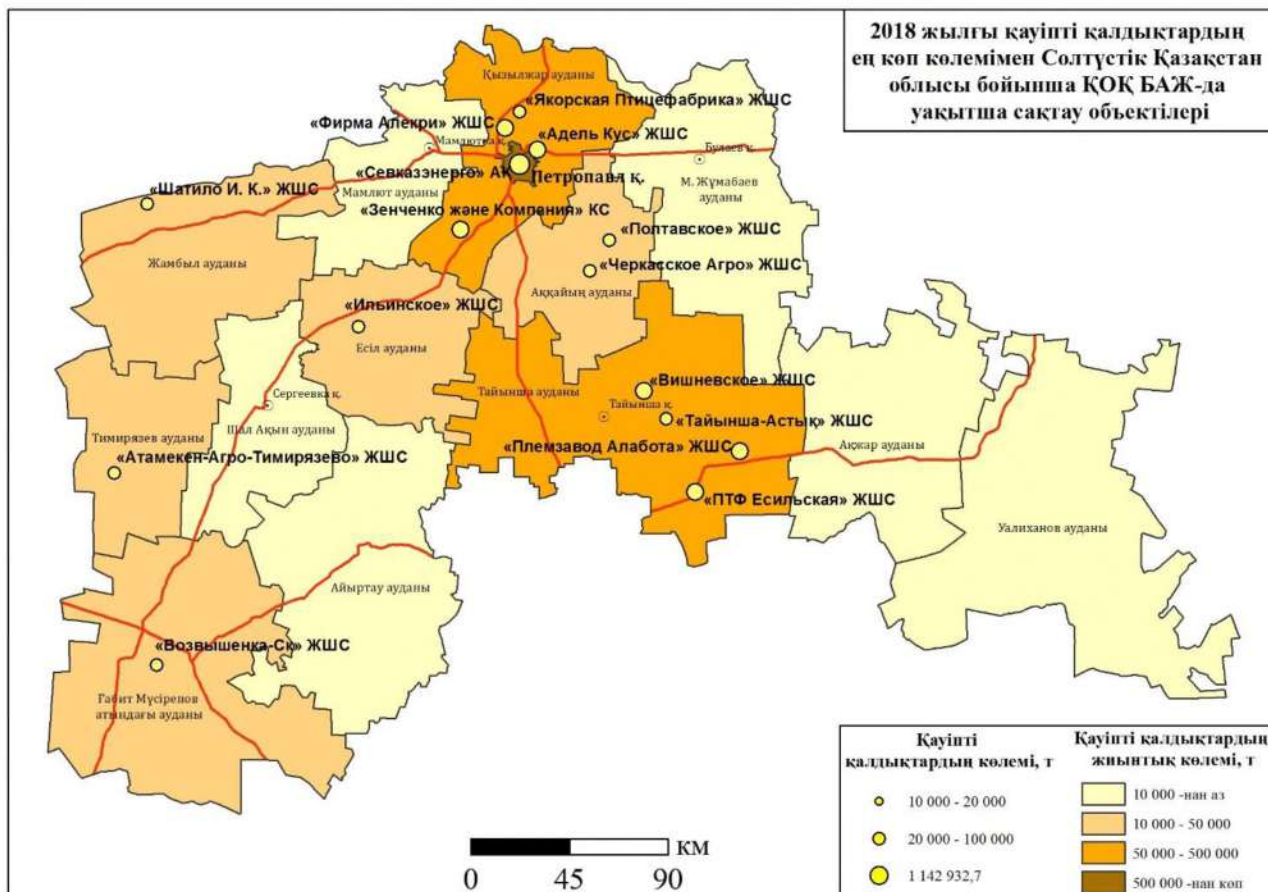 2018 жылғы қауіпті қалдықтардың
ең көп көлемімен Солтүстік Қазақстан
облысы бойынша ҚОҚ БАЖ-да
уақытша сақтау объектілері
Қызылжар ауданы
«Якорская Птицефабрика» ЖШС
«Фирма Алекри» ЖШС
Мамлютка қ.
«Адель Кус» ЖШС
Булаев қ.
«Севказэнерго» АҚ
Петропавл қ.
М. Жұмабаев
ауданы
«Шатило И. К.» ЖШС
Мамлют ауданы
«Зенченко және Компания» КС
«Полтавское» ЖШС
Жамбыл ауданы
«Черкасское Агро» ЖШС
Аққайың ауданы
«Ильинское» ЖШС
Есіл ауданы
«Вишневское» ЖШС
Тайынша ауданы
Сергеевка қ.
Тайынша қ.
«Тайынша-Астық» ЖШС
Шал Ақын ауданы
Тимирязев ауданы
«Племзавод Алабота» ЖШС
Ақжар ауданы
«Атамекен-Агро-Тимирязево» ЖШС
«ПТФ Есильская» ЖШС
Уалиханов ауданы
Айыртау ауданы
«Возвышенка-Ск» ЖШС
Ғабит Мүсірепов
атындағы ауданы
Қауіпті
қалдықтардың көлемі, т
10 000 - 20 000
20 000 - 100 000
1 142 932,7
Қауіпті қалдықтардың
жиынтық көлемі, т
10 000 -нан аз
10 000 - 50 000
50 000 - 500 000
500 000 -нан көп
км
0 45 90